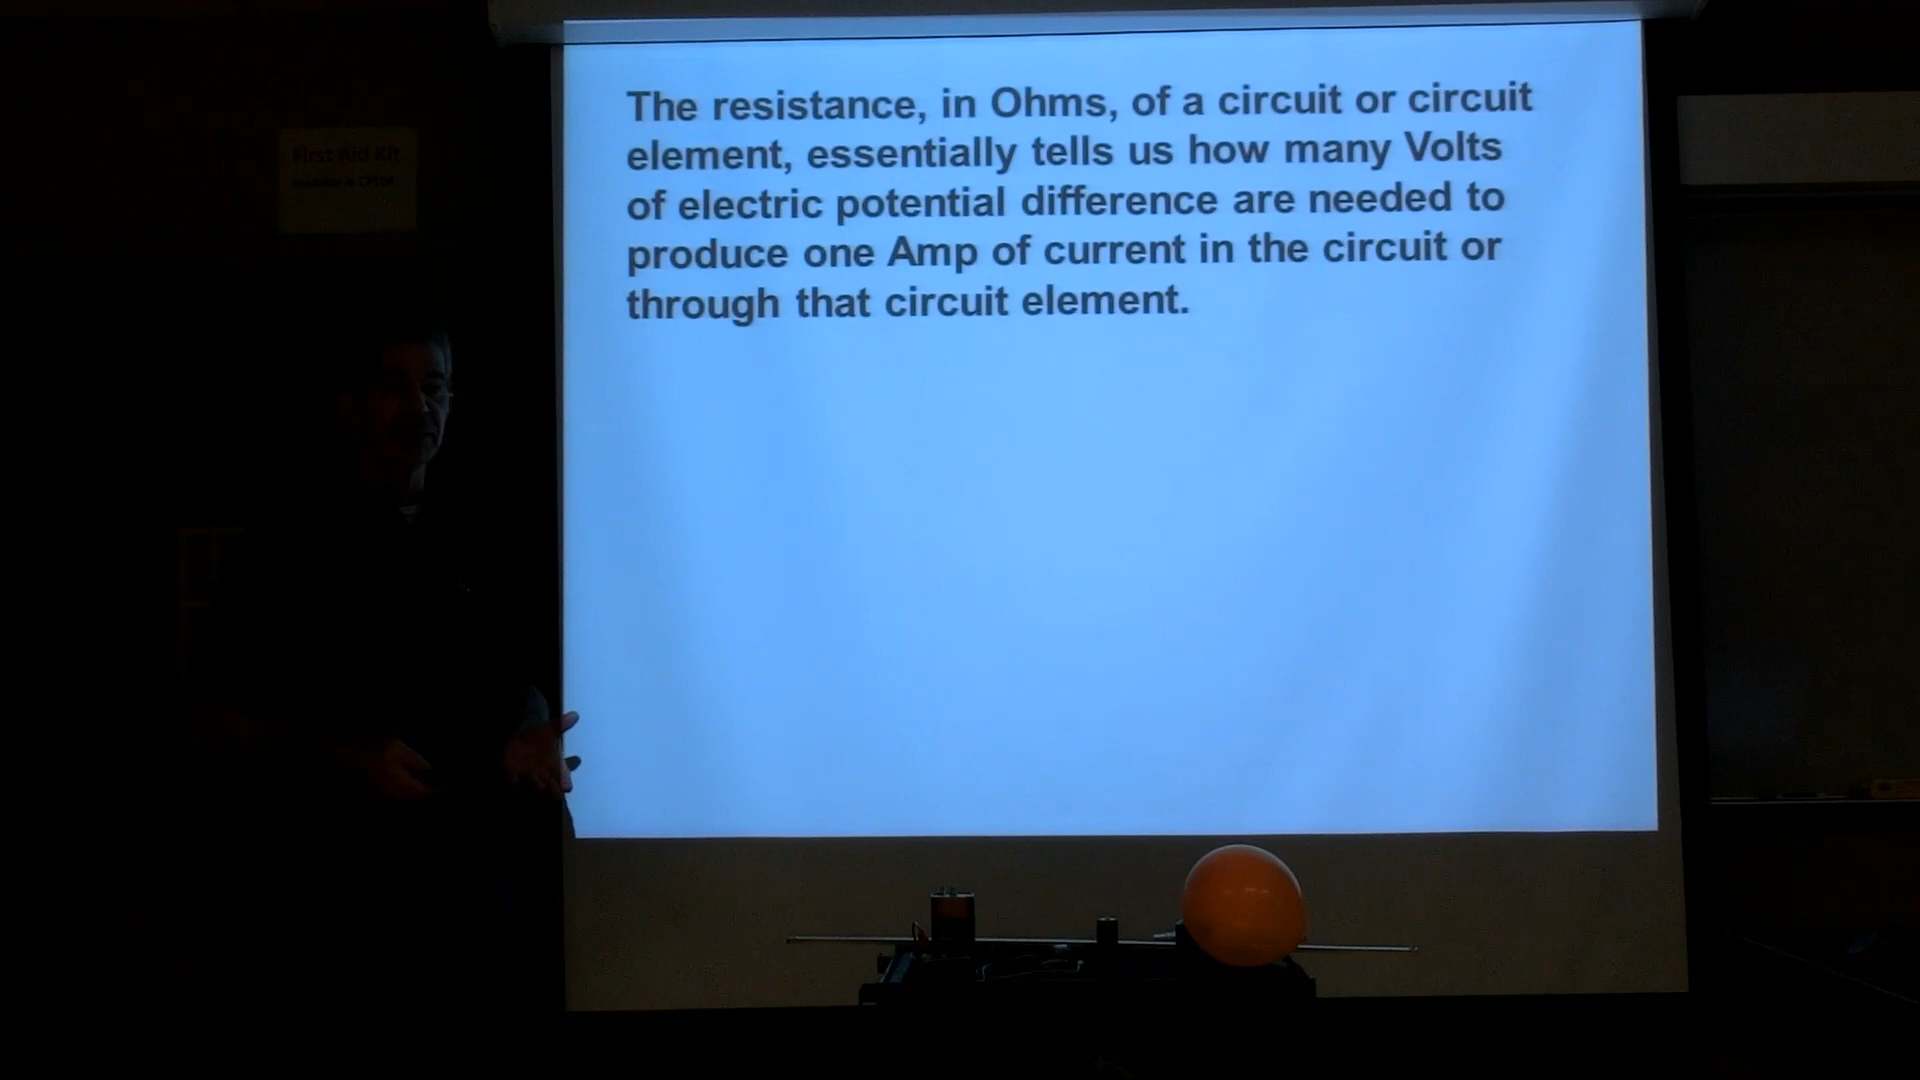 The resistance, in Ohms, of a circuit or circuit
element, essentially tells us how many Volts
of electric potential difference are needed to
produce one Amp of current in the circuit or
through that circuit element.
First Aid Kit